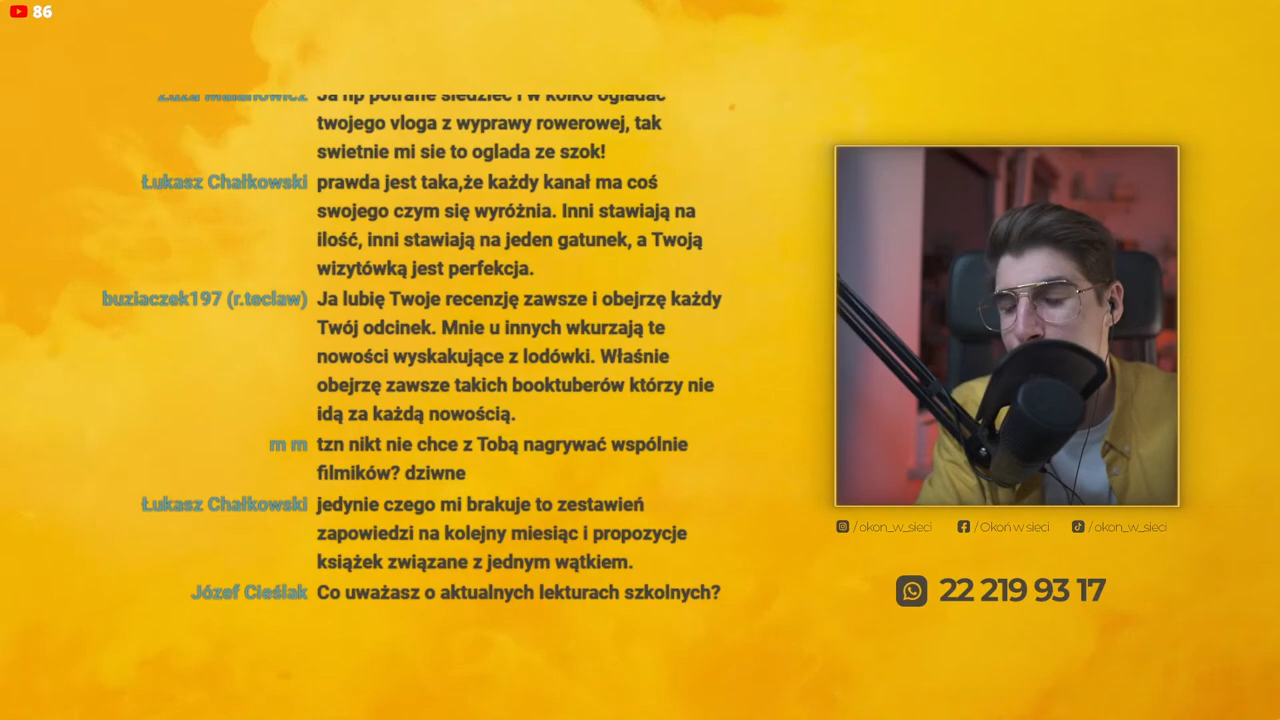 86
twojego vloga z wyprawy rowerowej, tak
swietnie mi sie to oglada ze szok!
Łukasz Chałkowski prawda jest taka,że każdy kanał ma coś
swojego czym się wyróżnia. Inni stawiają na
ilość, inni stawiają na jeden gatunek, a Twoją
wizytówką jest perfekcja.
buziaczek197 (r.teclaw) Ja lubię Twoje recenzję zawsze i obejrzę każdy
Twój odcinek. Mnie u innych wkurzają te
nowości wyskakujące z lodówki. Właśnie
obejrzę zawsze takich booktuberów którzy nie
idą za każdą nowością.
m m tzn nikt nie chce z Tobą nagrywać wspólnie
filmików? dziwne
Łukasz Chałkowski jedynie czego mi brakuje to zestawień
zapowiedzi na kolejny miesiąc i propozycje
książek związane z jednym wątkiem.
Józef Cieślak Co uważasz o aktualnych lekturach szkolnych?
/okon_w_sieci /Okoń w sieci /okon_w_sieci
22 219 93 17